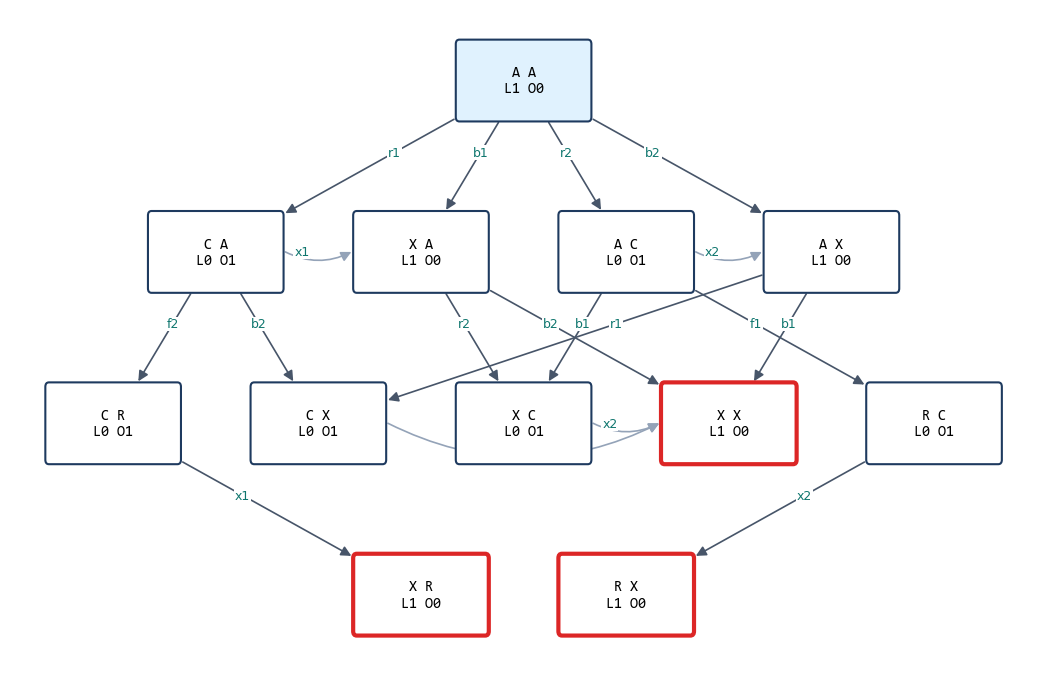 A A
L1 O0
r1
b1
r2
b2
C A
L0 O1
x1
X A
L1 O0
A C
L0 O1
x2
A X
L1 O0
f2
b2
r2
b2
b1
r1
f1
b1
C R
L0 O1
C X
L0 O1
X C
L0 O1
x2
X X
L1 O0
R C
L0 O1
x1
x2
X R
L1 O0
R X
L1 O0